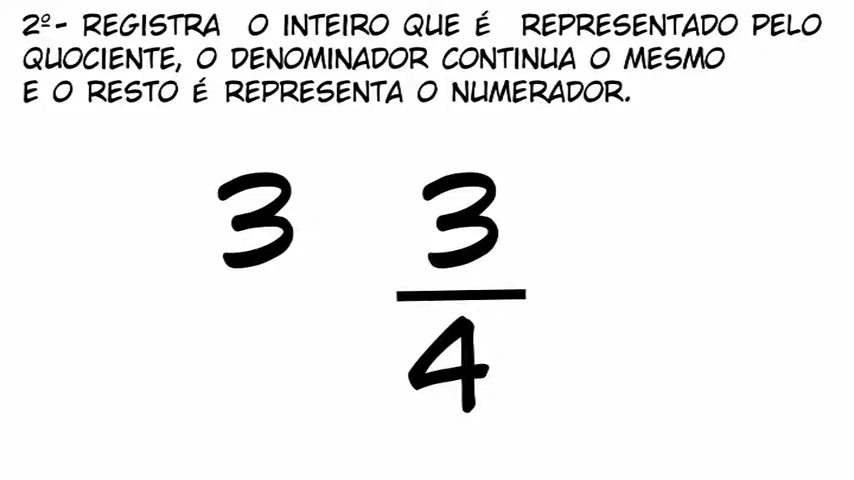 2º- REGISTRA O INTEIRO QUE É REPRESENTADO PELO
QUOCIENTE, O DENOMINADOR CONTINUA O MESMO
E O RESTO É REPRESENTA O NUMERADOR.
3 3
4